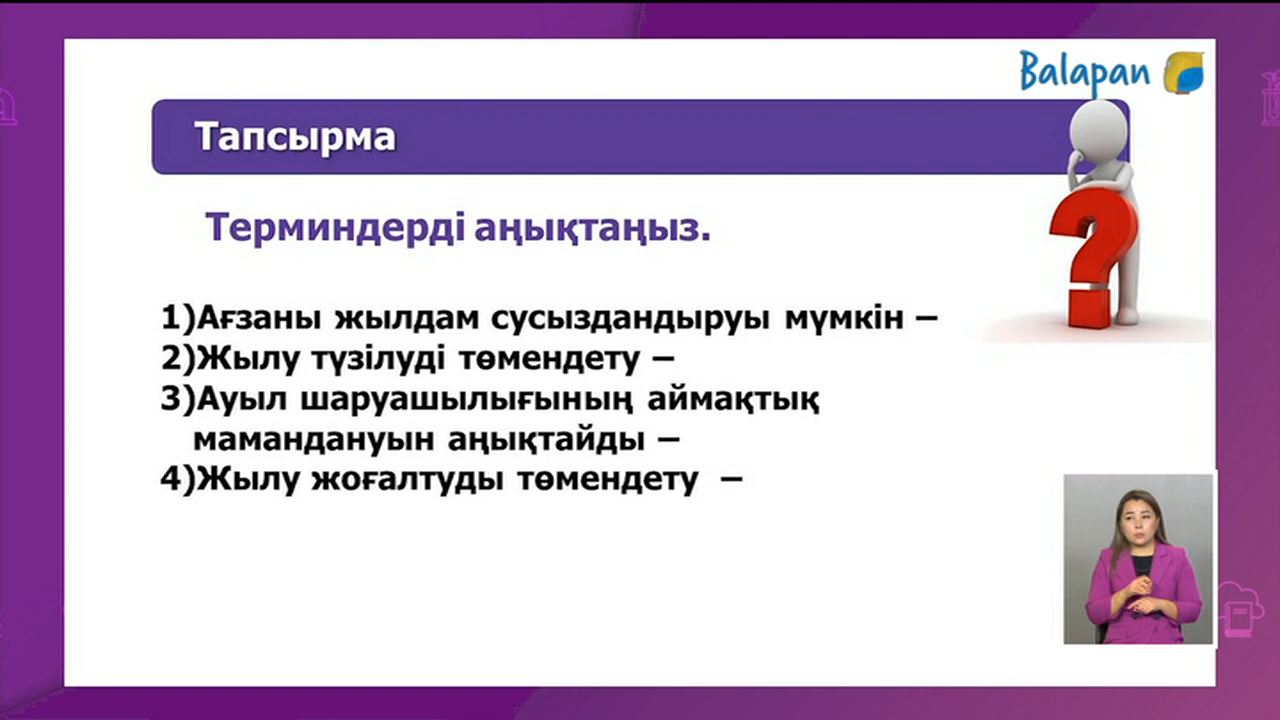 Balapan
Тапсырма
Терминдерді аңықтаңыз.
1)Ағзаны жылдам сусыздандыруы мүмкін –
2)Жылу түзілуді төмендету –
3)Ауыл шаруашылығының аймақтық
мамандануын аңықтайды –
4)Жылу жоғалтуды төмендету –